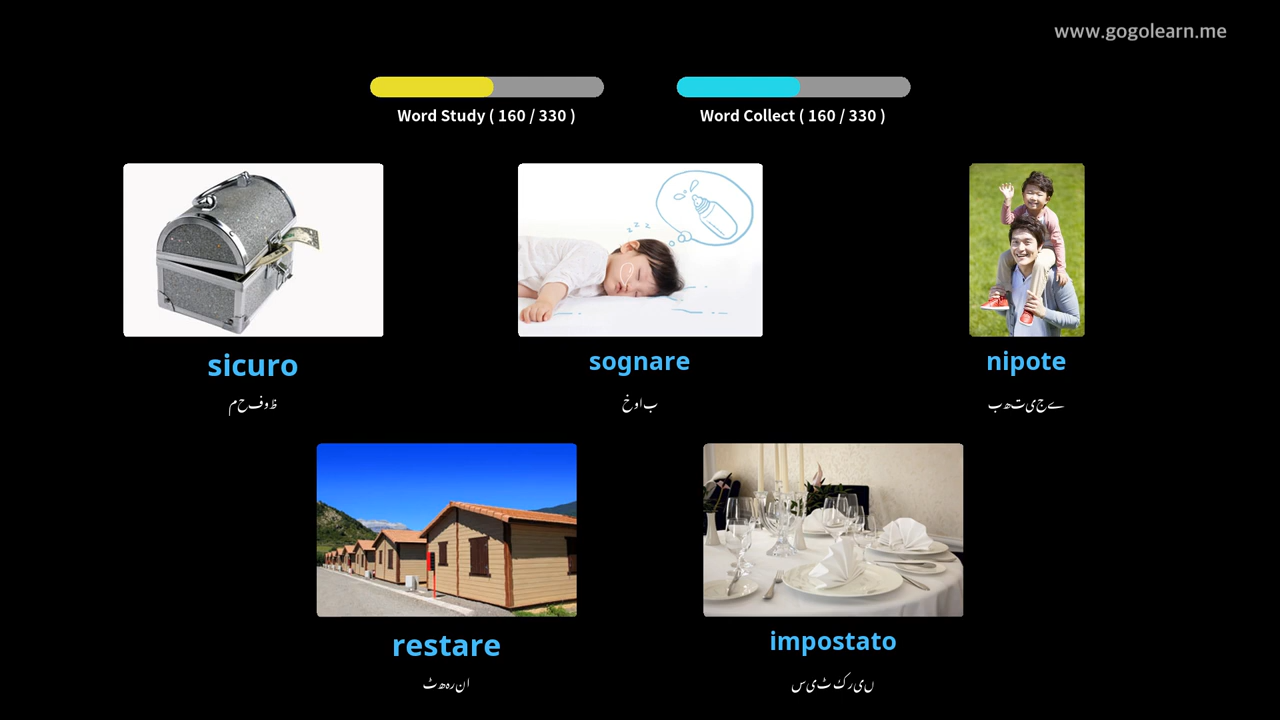 www.gogolearn.me
Word Study ( 160 / 330 )
Word Collect ( 160 / 330 )
sicuro
ظوفحم
sognare
باوخ
nipote
ےجیتھب
restare
انرہھٹ
impostato
ںیرک ٹیس